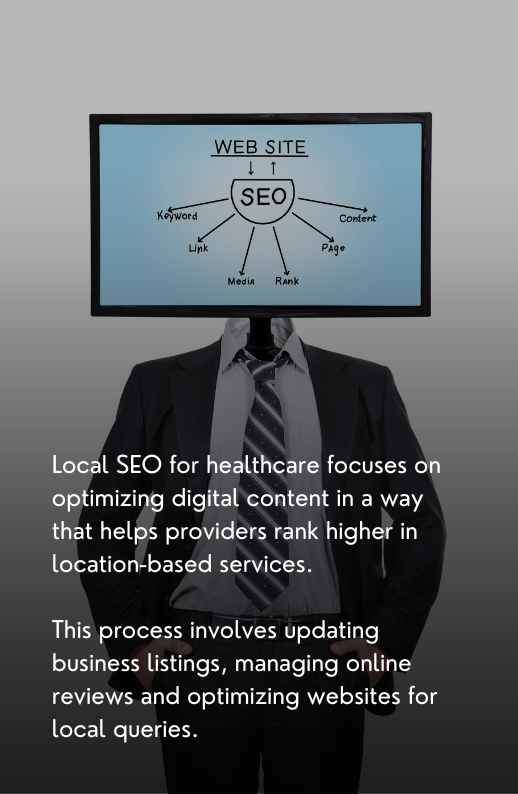 WEB SITE
SEO
Keyword
Content
Link
Page
Media Rank
Local SEO for healthcare focuses on
optimizing digital content in a way
that helps providers rank higher in
location-based services.
This process involves updating
business listings, managing online
reviews and optimizing websites for
local queries.